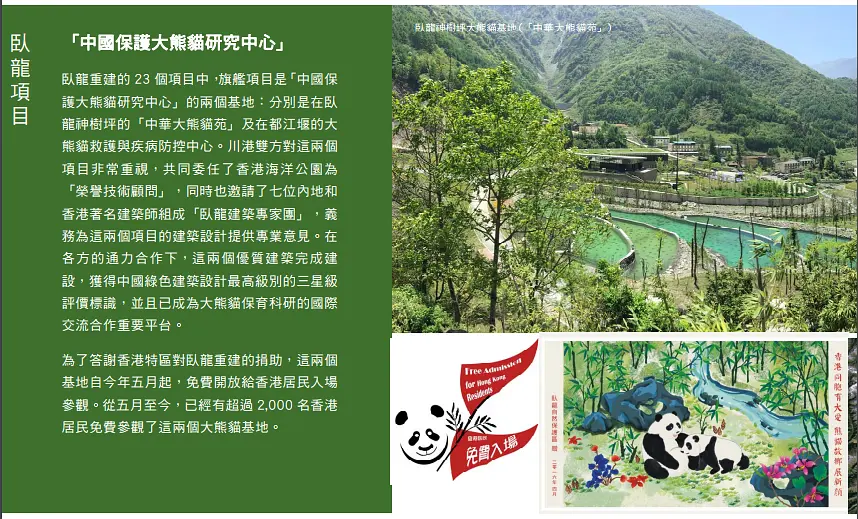 臥龍項目
「中國保護大熊貓研究中心」
臥龍重建的 23 個項目中，旗艦項目是「中國保
護大熊貓研究中心」的兩個基地：分別是在臥
龍神樹坪的「中華大熊貓苑」及在都江堰的大
熊貓救護與疾病防控中心。川港雙方對這兩個
項目非常重視，共同委任了香港海洋公園為
「榮譽技術顧問」，同時也邀請了七位內地和
香港著名建築師組成「臥龍建築專家團」，義
務為這兩個項目的建築設計提供專業意見。在
各方的通力合作下，這兩個優質建築完成建
設，獲得中國綠色建築設計最高級別的三星級
評價標識，並且已成為大熊貓保育科研的國際
交流合作重要平台。
為了答謝香港特區對臥龍重建的捐助，這兩個
基地自今年五月起，免費開放給香港居民入場
參觀。從五月至今，已經有超過 2,000 名香港
居民免費參觀了這兩個大熊貓基地。
臥龍神樹坪大熊貓基地(「中華大熊貓苑」)
Free Admission
for Hong Kong
Residents
香港居民
免費入場
香港同胞有大愛 熊貓故鄉展新顏
臥龍自然保護區 贈
二零一六年四月